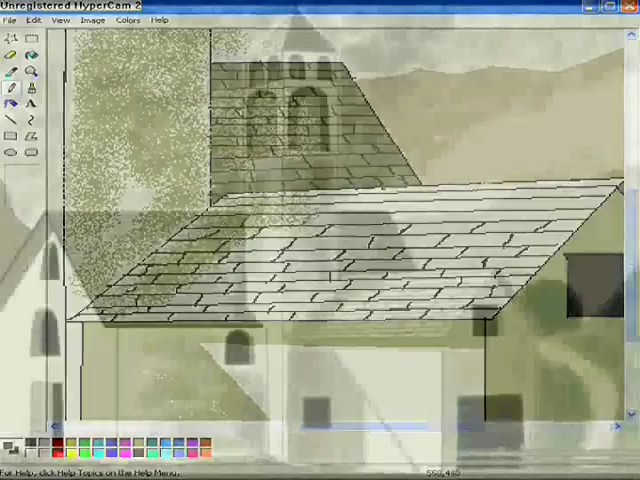 Unregistered HyperCam 2
File Edit View Image Colors Help
For Help, click Help Topics on the Help Menu.